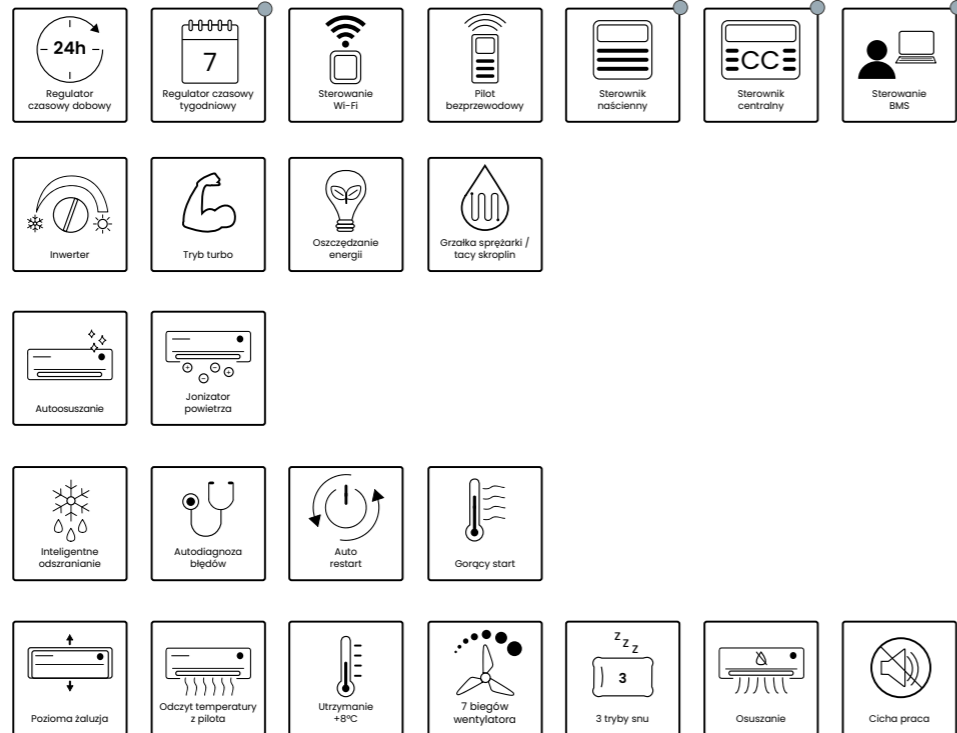 24h
Regulator
czasowy dobowy
7
Regulator czasowy
tygodniowy
Sterowanie
Wi-Fi
Pilot
bezprzewodowy
Sterownik
naścienny
CC
Sterownik
centralny
Sterowanie
BMS
Inwerter
Tryb turbo
Oszczędzanie
energii
Grzałka sprężarki /
tacy skroplin
Autoosuszanie
Jonizator
powietrza
Inteligentne
odszranianie
Autodiagnoza
błędów
Auto
restart
Gorący start
Pozioma żaluzja
Odczyt temperatury
z pilota
Utrzymanie
+8°C
7 biegów
wentylatora
z z z
3
3 tryby snu
Osuszanie
Cicha praca